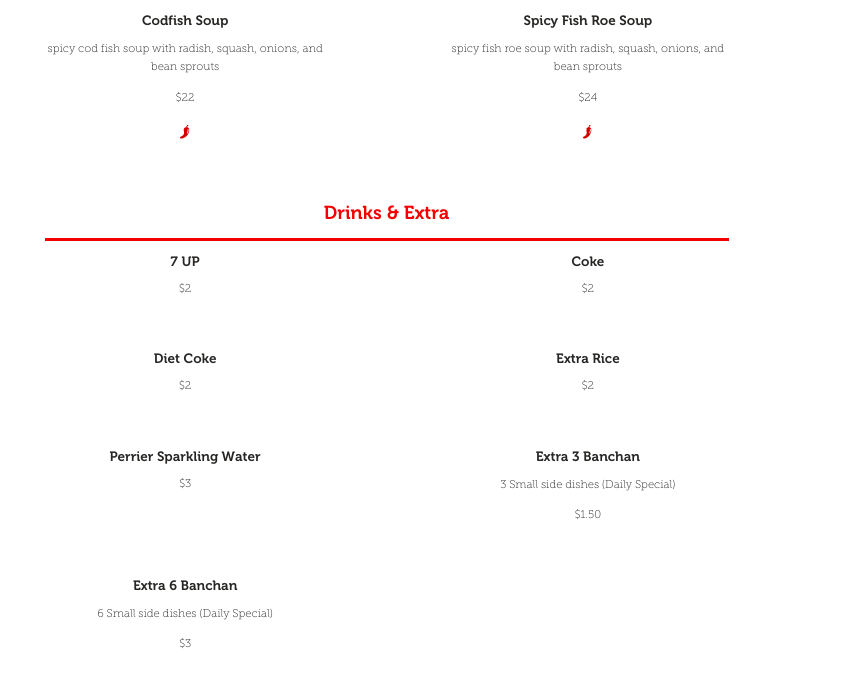 Codfish Soup
spicy cod fish soup with radish, squash, onions, and
bean sprouts
$22
Spicy Fish Roe Soup
spicy fish roe soup with radish, squash, onions, and
bean sprouts
$24
Drinks & Extra
7 UP
$2
Coke
$2
Diet Coke
$2
Extra Rice
$2
Perrier Sparkling Water
$3
Extra 3 Banchan
3 Small side dishes (Daily Special)
$1.50
Extra 6 Banchan
6 Small side dishes (Daily Special)
$3